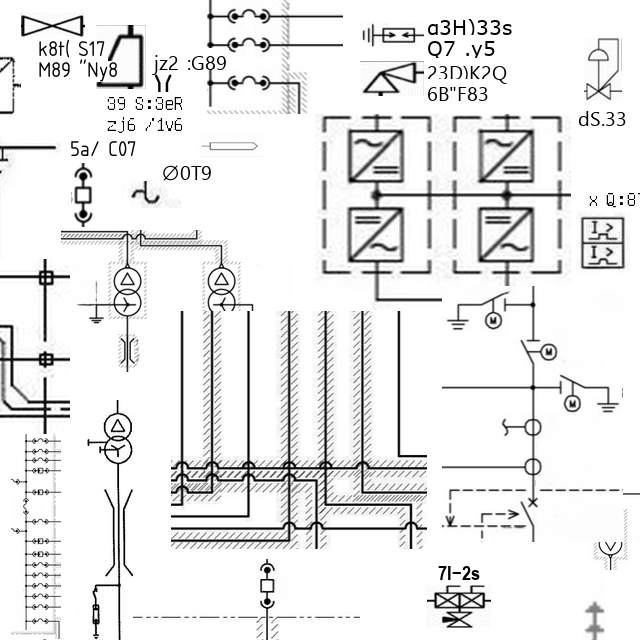 a3H)33s
Q7 .y5
k8t( S17
M89 "Ny8
jz2 :G89
23D)K2Q
6B"F83
39 S:3eR
zj6 /1v6
dS.33
5a/ C07
Ø0T9
M
M
M
7I-2s